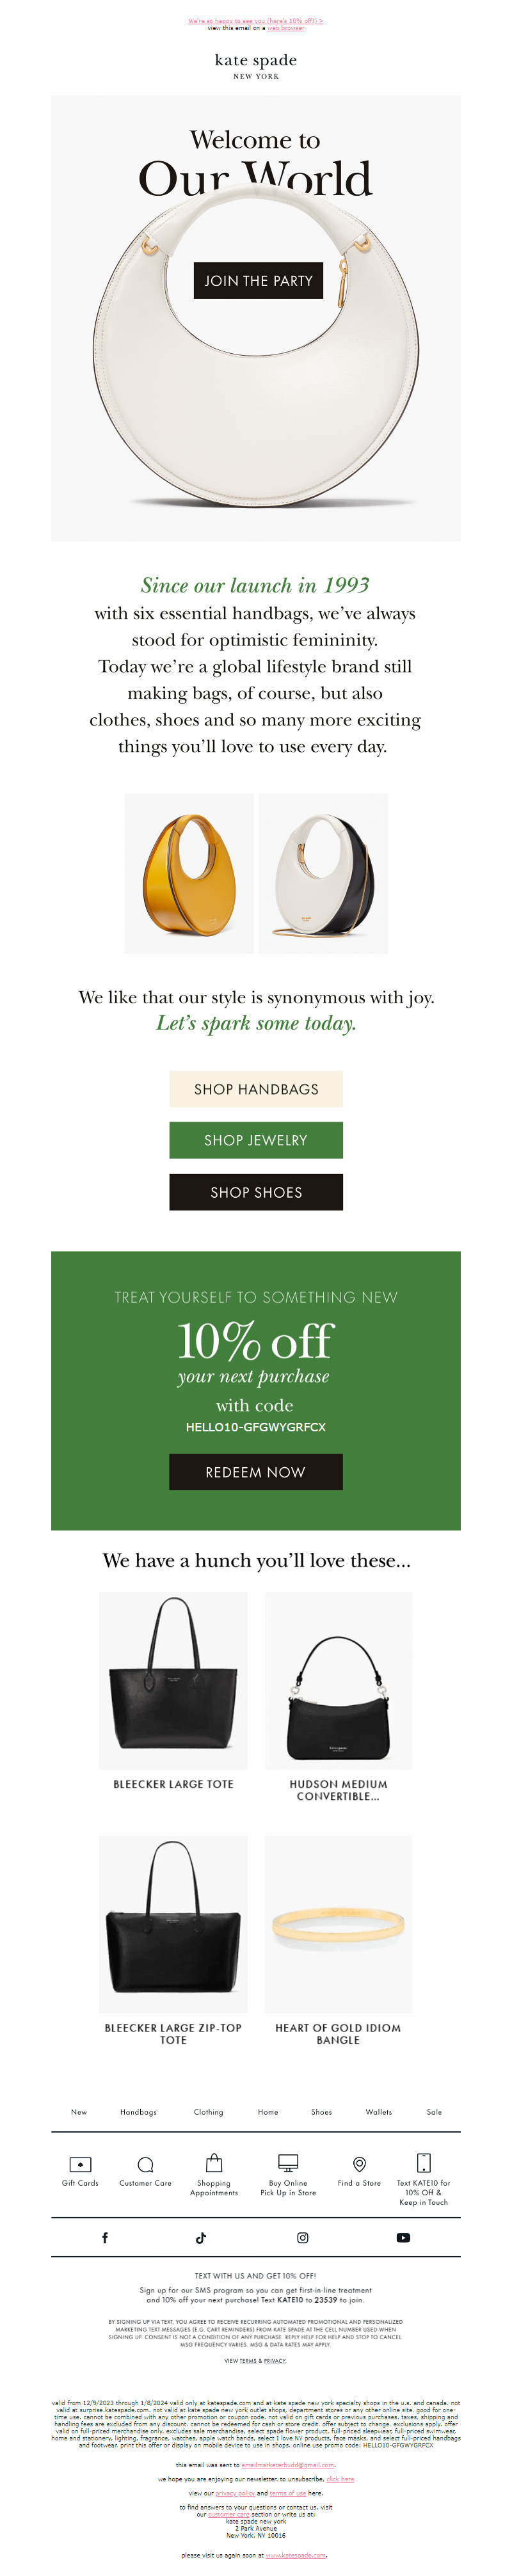 We're so happy to see you (here's 10% off!) >
view this email on a web browser
kate spade
NEW YORK
Welcome to
Our World
JOIN THE PARTY
Since our launch in 1993
with six essential handbags, we've always
stood for optimistic femininity.
Today we're a global lifestyle brand still
making bags, of course, but also
clothes, shoes and so many more exciting
things you'll love to use every day.
We like that our style is synonymous with joy.
Let's spark some today.
SHOP HANDBAGS
SHOP JEWELRY
SHOP SHOES
TREAT YOURSELF TO SOMETHING NEW
10% off
your next purchase
with code
HELLO10-GFGWYGRFCX
REDEEM NOW
We have a hunch you'll love these...
BLEECKER LARGE TOTE
HUDSON MEDIUM
CONVERTIBLE...
BLEECKER LARGE ZIP-TOP
TOTE
HEART OF GOLD IDIOM
BANGLE
New Handbags Clothing Home Shoes Wallets Sale
Gift Cards
Customer Care
Shopping
Appointments
Buy Online
Pick Up in Store
Find a Store
Text KATE10 for
10% Off &
Keep in Touch
TEXT WITH US AND GET 10% OFF!
Sign up for our SMS program so you can get first-in-line treatment
and 10% off your next purchase! Text KATE10 to 23539 to join.
BY SIGNING UP VIA TEXT, YOU AGREE TO RECEIVE RECURRING AUTOMATED PROMOTIONAL AND PERSONALIZED
MARKETING TEXT MESSAGES (E.G. CART REMINDERS) FROM KATE SPADE AT THE CELL NUMBER USED WHEN
SIGNING UP. CONSENT IS NOT A CONDITION OF ANY PURCHASE. REPLY HELP FOR HELP AND STOP TO CANCEL.
MSG FREQUENCY VARIES. MSG & DATA RATES MAY APPLY.
VIEW TERMS & PRIVACY.
valid from 12/9/2023 through 1/8/2024 valid only at katespade.com and at kate spade new york specialty shops in the u.s. and canada. not
valid at surprise.katespade.com. not valid at kate spade new york outlet shops, department stores or any other online site. good for one-
time use. cannot be combined with any other promotion or coupon code. not valid on gift cards or previous purchases. taxes, shipping and
handling fees are excluded from any discount. cannot be redeemed for cash or store credit. offer subject to change. exclusions apply. offer
valid on full-priced merchandise only. excludes sale merchandise, select spade flower product, full-priced sleepwear, full-priced swimwear,
home and stationery, lighting, fragrance, watches, apple watch bands, select I love NY products, face masks, and select full-priced handbags
and footwear. print this offer or display on mobile device to use in shops. online use promo code: HELLO10-GFGWYGRFCX
this email was sent to emailmarketerbudd@gmail.com.
we hope you are enjoying our newsletter. to unsubscribe, click here
view our privacy policy and terms of use here.
to find answers to your questions or contact us, visit
our customer care section or write us at:
kate spade new york
2 Park Avenue
New York, NY 10016
please visit us again soon at www.katespade.com.